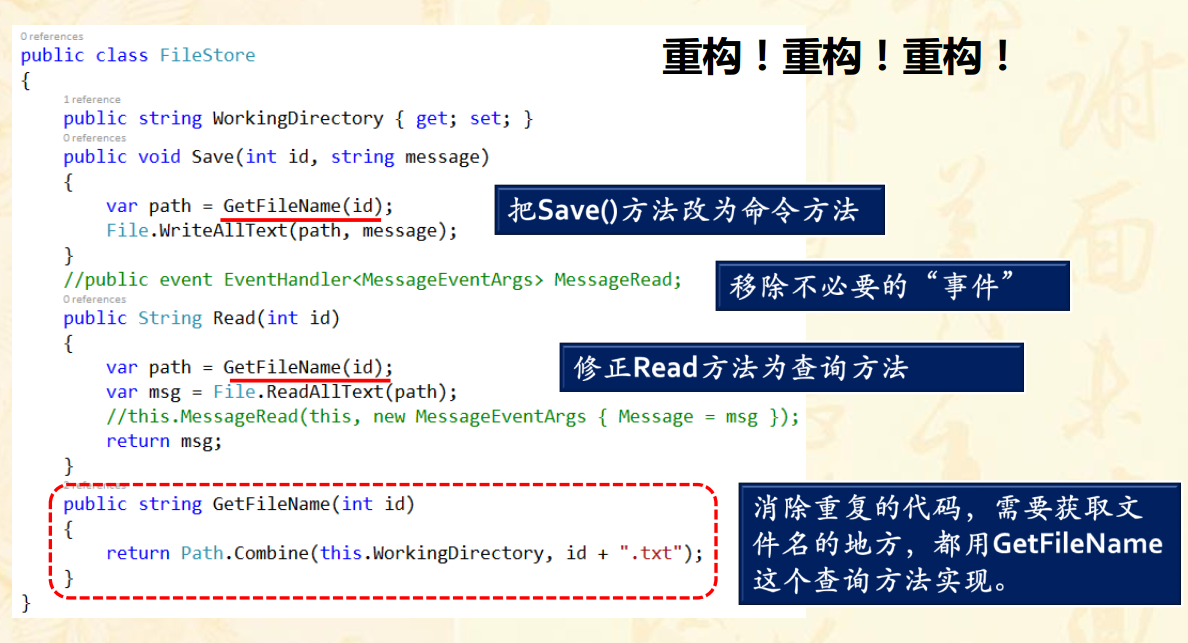 重构！重构！重构！
0 references
public class FileStore
{
1 reference
public string WorkingDirectory { get; set; }
0 references
public void Save(int id, string message)
{
var path = GetFileName(id);
File.WriteAllText(path, message);
}
把Save()方法改为命令方法
//public event EventHandler<MessageEventArgs> MessageRead;
移除不必要的“事件”
0 references
public String Read(int id)
{
var path = GetFileName(id);
var msg = File.ReadAllText(path);
//this.MessageRead(this, new MessageEventArgs { Message = msg });
return msg;
}
修正Read方法为查询方法
2 references
public string GetFileName(int id)
{
return Path.Combine(this.WorkingDirectory, id + ".txt");
}
}
消除重复的代码，需要获取文
件名的地方，都用GetFileName
这个查询方法实现。